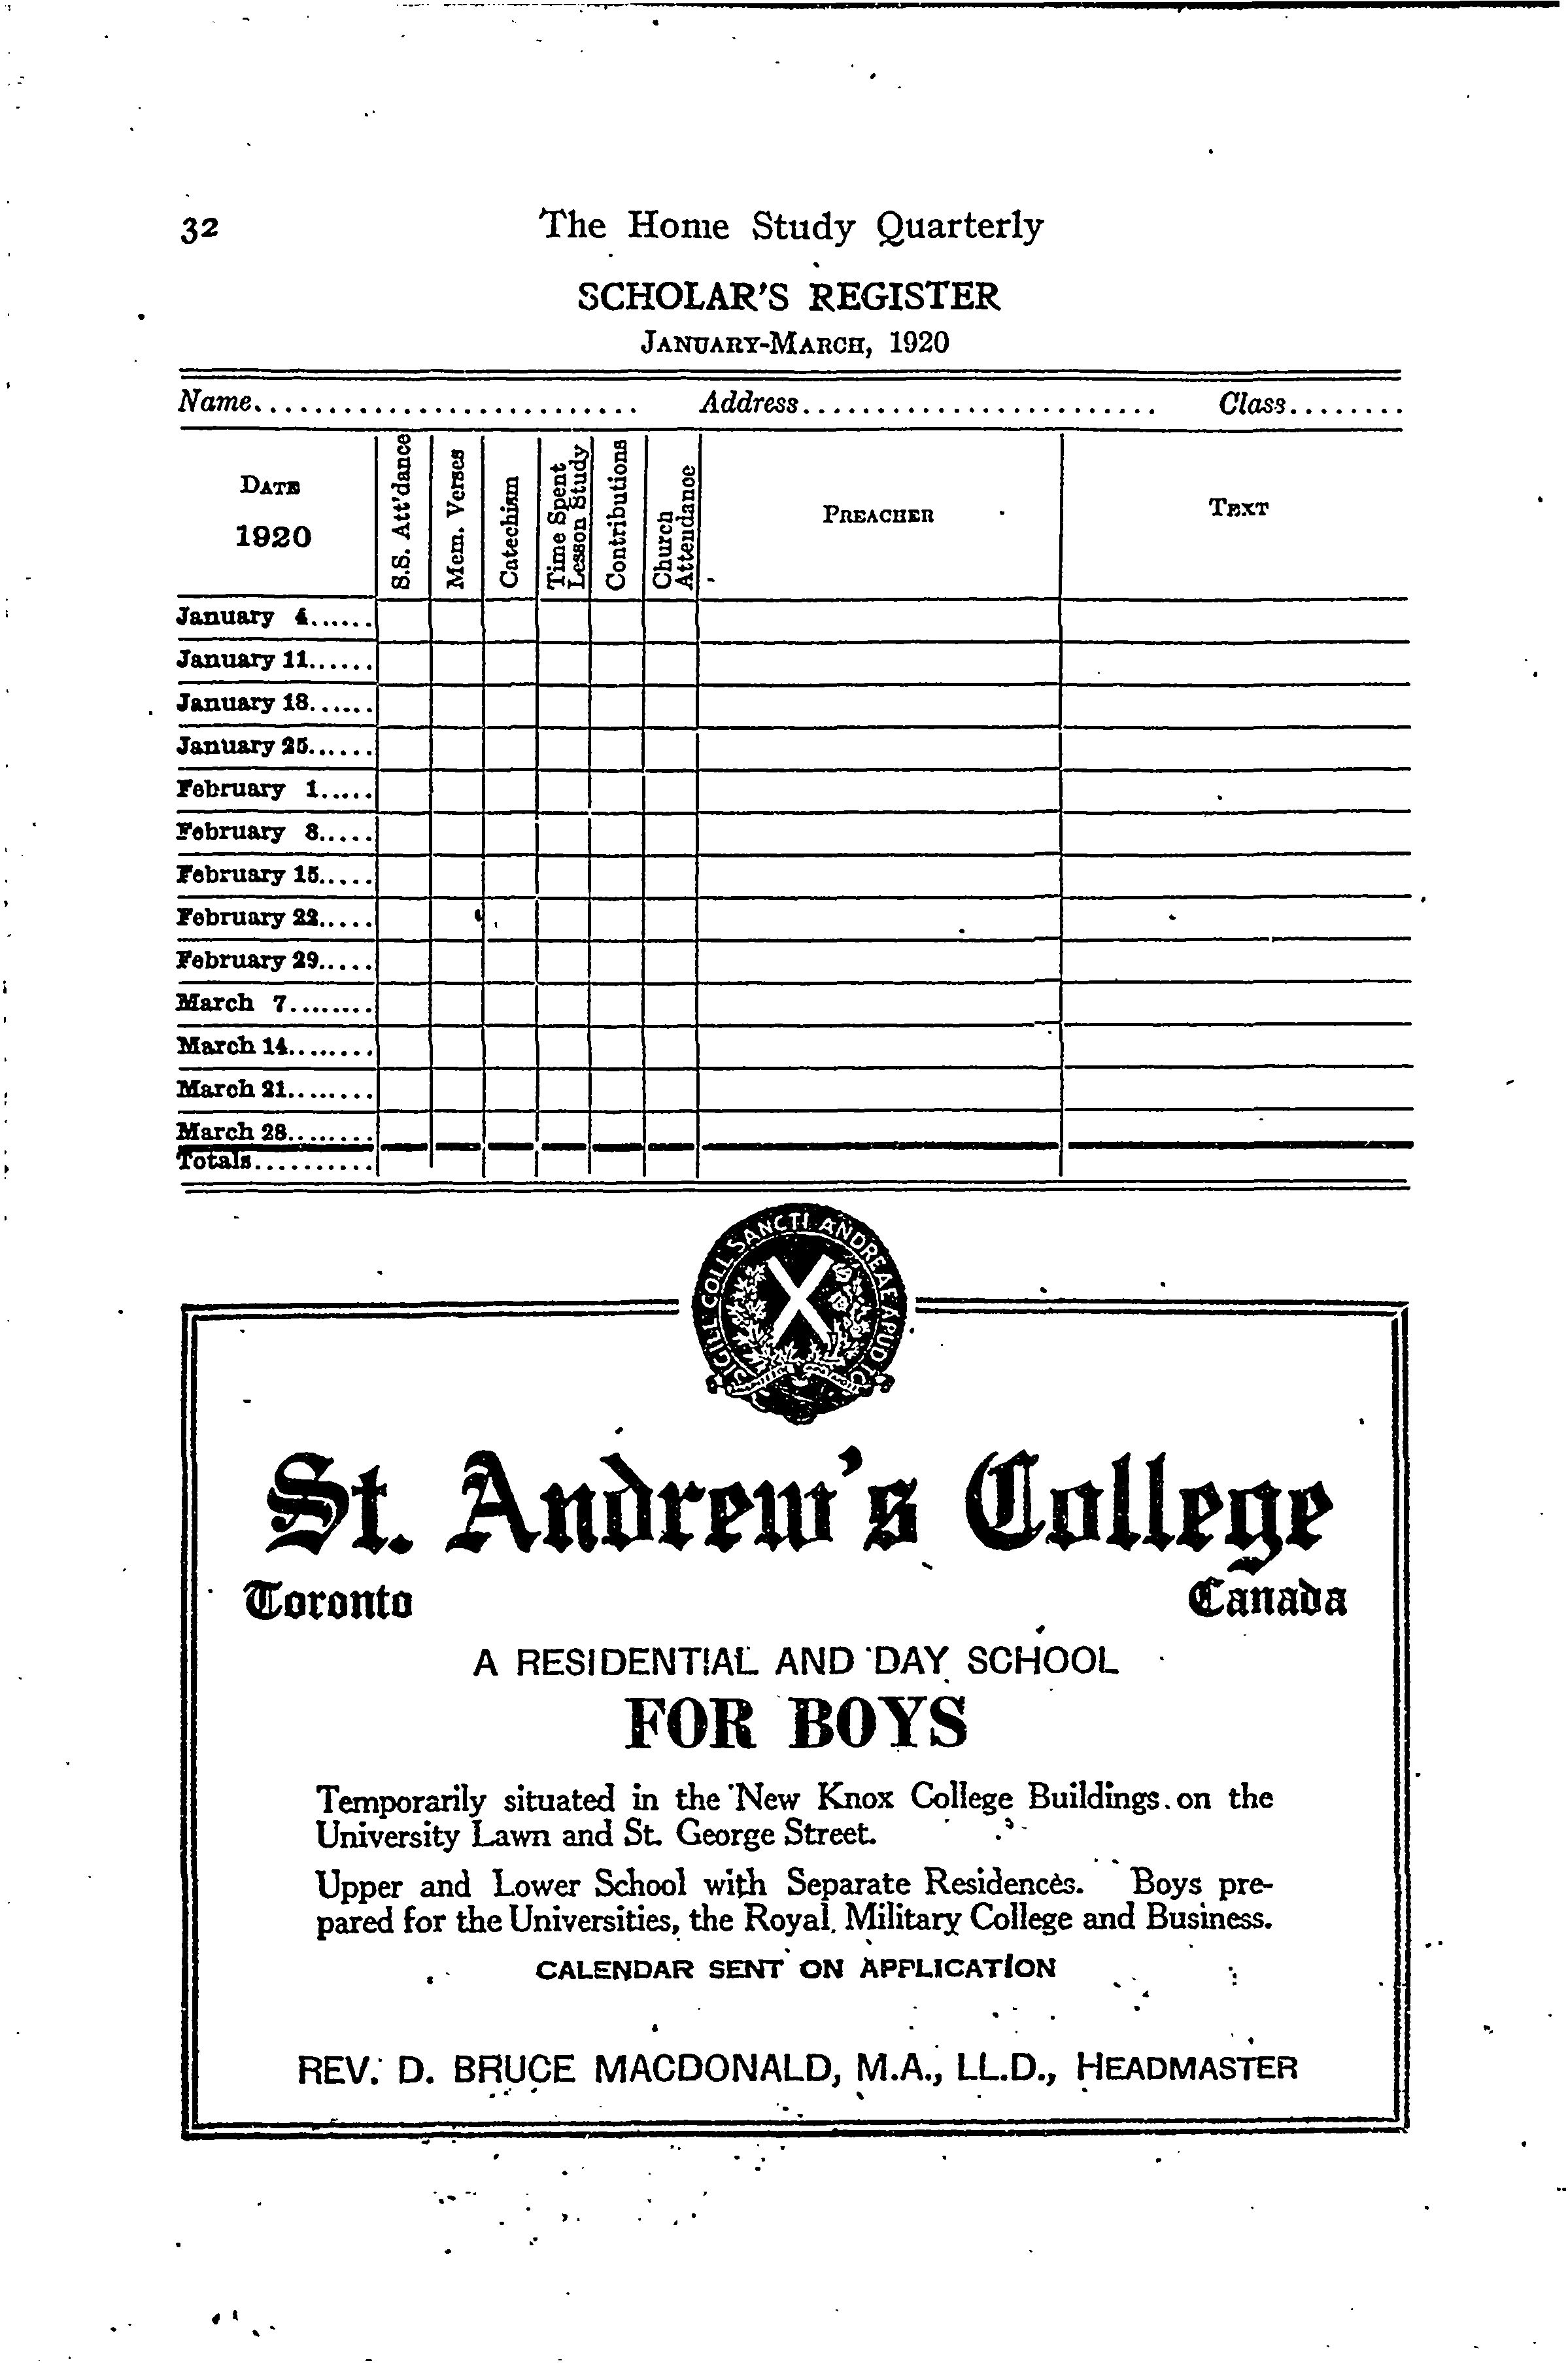 32 The Home Study Quarterly
SCHOLAR'S REGISTER
JANUARY-MARCH, 1920
Name.......................... Address........................ Class........
DATE
1920
S.S. Att'dance
Mem. Verses
Catechism
Time Spent
Lesson Study
Contributions
Church
Attendance
PREACHER
TEXT
January 4......
January 11......
January 18......
January 25......
February 1.....
February 8.....
February 15.....
February 22.....
February 29.....
March 7........
March 14........
March 21........
March 28........
Totals..........
SIGILL COLL SANCTI ANDREAE APUD
St. Andrew's College
Toronto Canada
A RESIDENTIAL AND DAY SCHOOL
FOR BOYS
Temporarily situated in the New Knox College Buildings on the
University Lawn and St. George Street.
Upper and Lower School with Separate Residences. Boys pre-
pared for the Universities, the Royal Military College and Business.
CALENDAR SENT ON APPLICATION
REV. D. BRUCE MACDONALD, M.A., LL.D., HEADMASTER